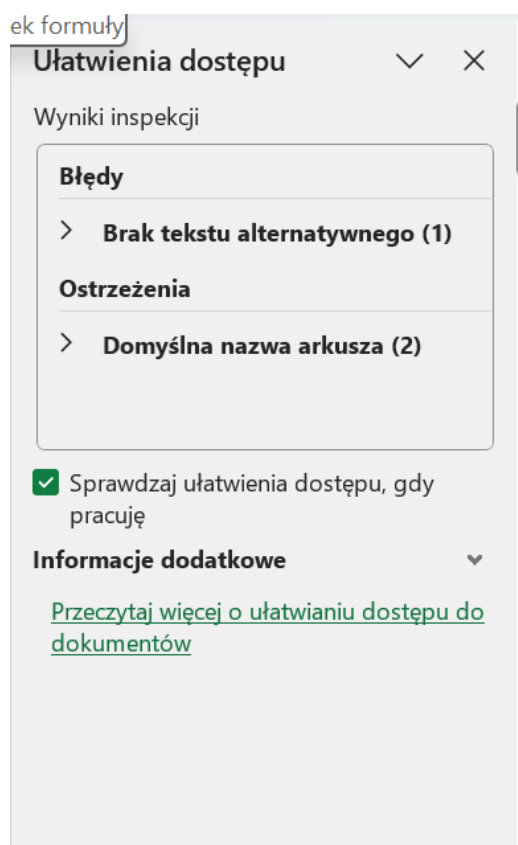 ek formuły
Ułatwienia dostępu
Wyniki inspekcji
Błędy
Brak tekstu alternatywnego (1)
Ostrzeżenia
Domyślna nazwa arkusza (2)
Sprawdzaj ułatwienia dostępu, gdy
pracuję
Informacje dodatkowe
Przeczytaj więcej o ułatwianiu dostępu do
dokumentów